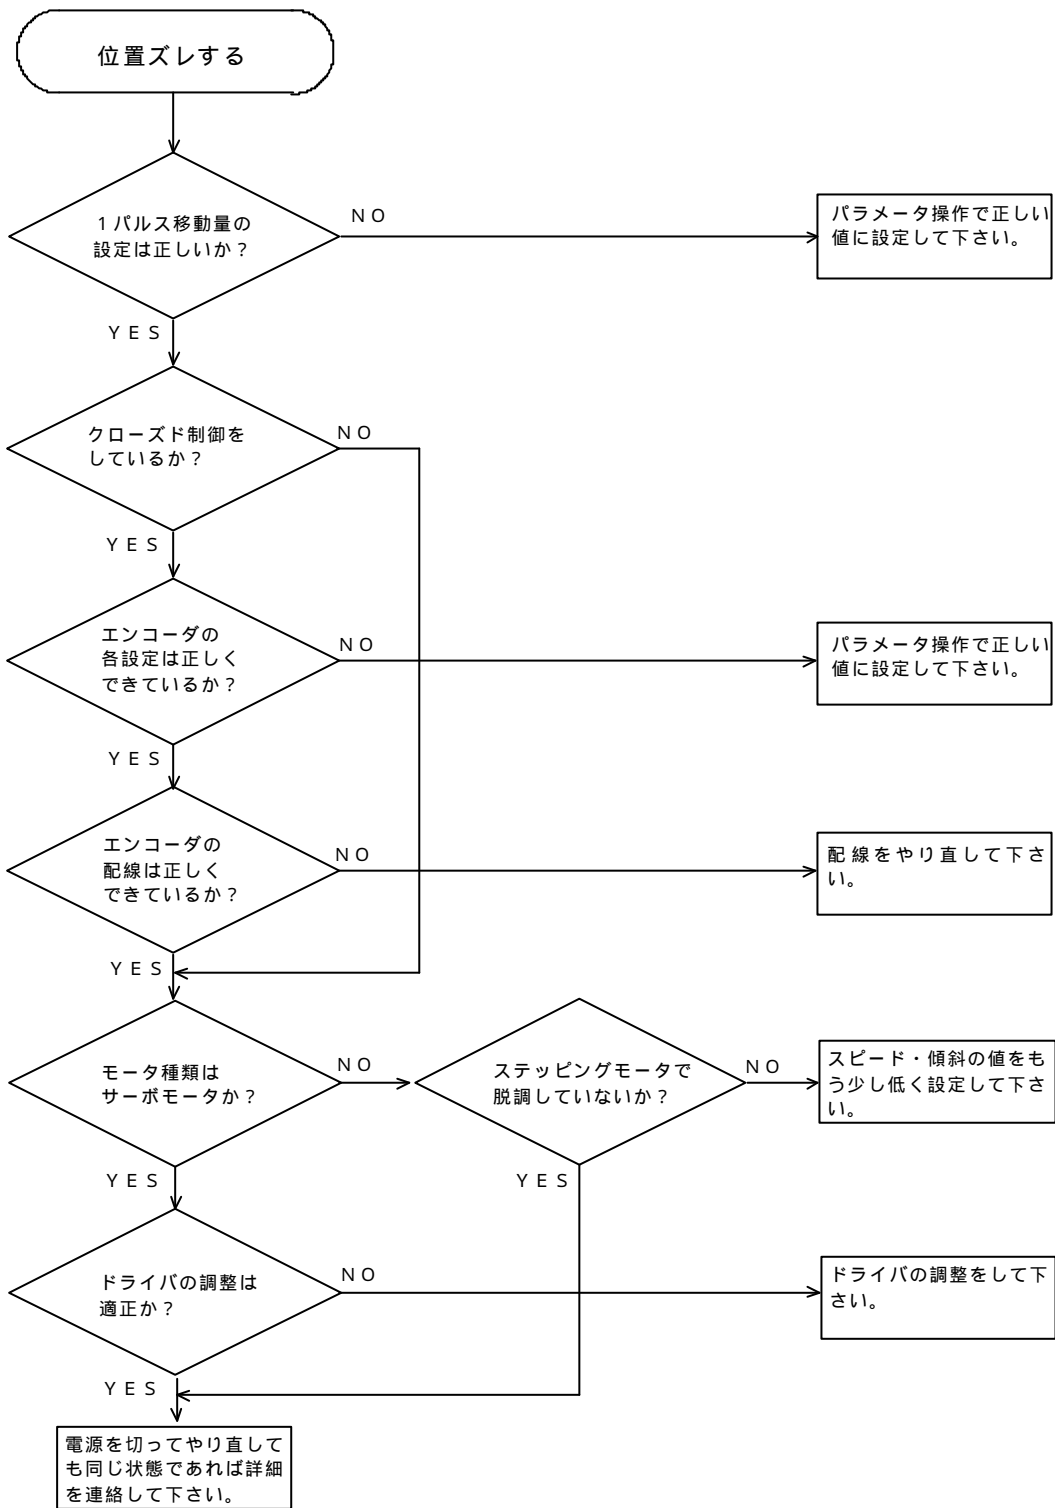 位置ズレする
１パルス移動量の
設定は正しいか？
ＮＯ
パラメータ操作で正しい
値に設定して下さい。
ＹＥＳ
クローズド制御を
しているか？
ＮＯ
ＹＥＳ
エンコーダの
各設定は正しく
できているか？
ＮＯ
パラメータ操作で正しい
値に設定して下さい。
ＹＥＳ
エンコーダの
配線は正しく
できているか？
ＮＯ
配線をやり直して下さ
い。
ＹＥＳ
モータ種類は
サーボモータか？
ＮＯ
ステッピングモータで
脱調していないか？
ＮＯ
スピード・傾斜の値をも
う少し低く設定して下さ
い。
ＹＥＳ
ＹＥＳ
ドライバの調整は
適正か？
ＮＯ
ドライバの調整をして下
さい。
ＹＥＳ
電源を切ってやり直して
も同じ状態であれば詳細
を連絡して下さい。